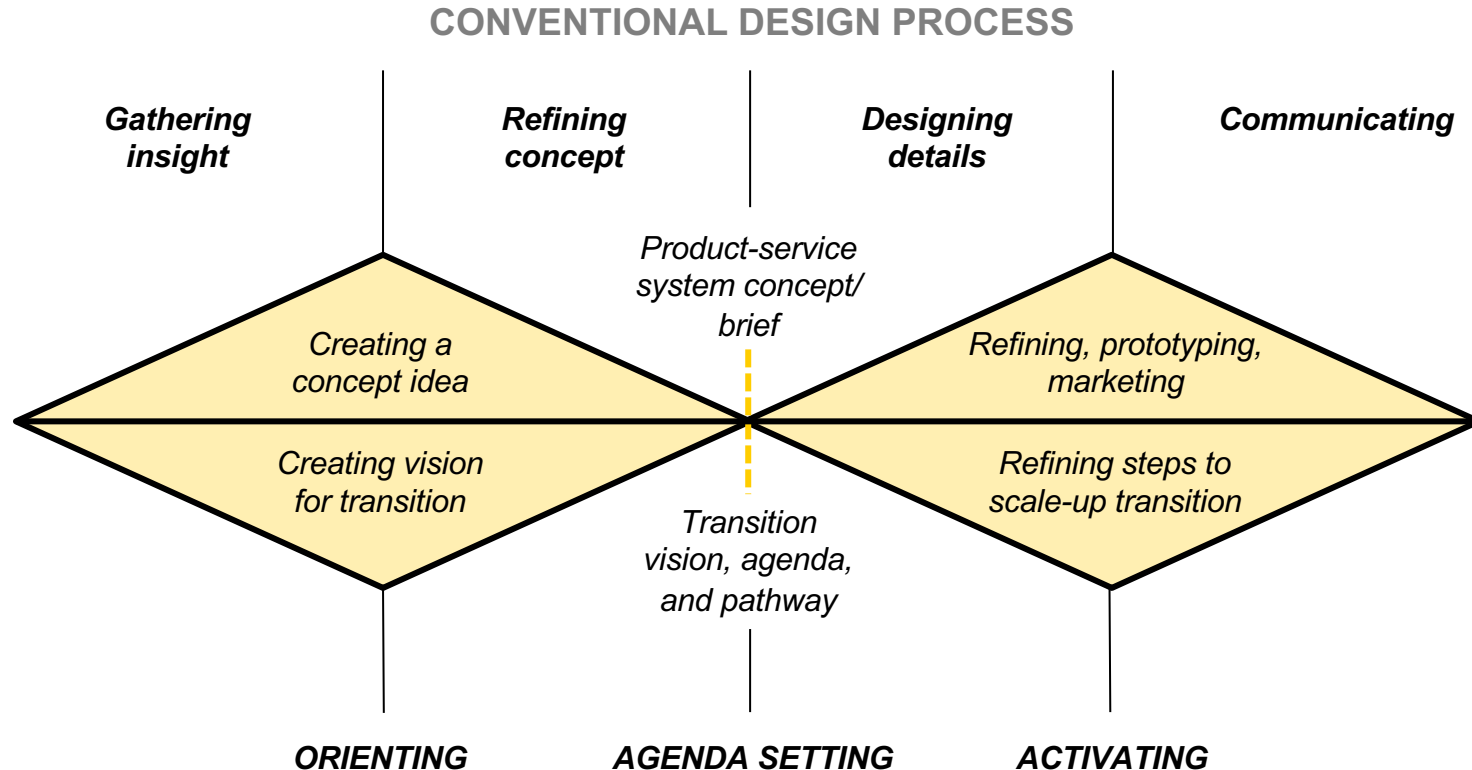 CONVENTIONAL DESIGN PROCESS
Gathering
insight
Refining
concept
Designing
details
Communicating
Product-service
system concept/
brief
Creating a
concept idea
Refining, prototyping,
marketing
Creating vision
for transition
Refining steps to
scale-up transition
Transition
vision, agenda,
and pathway
ORIENTING
AGENDA SETTING
ACTIVATING